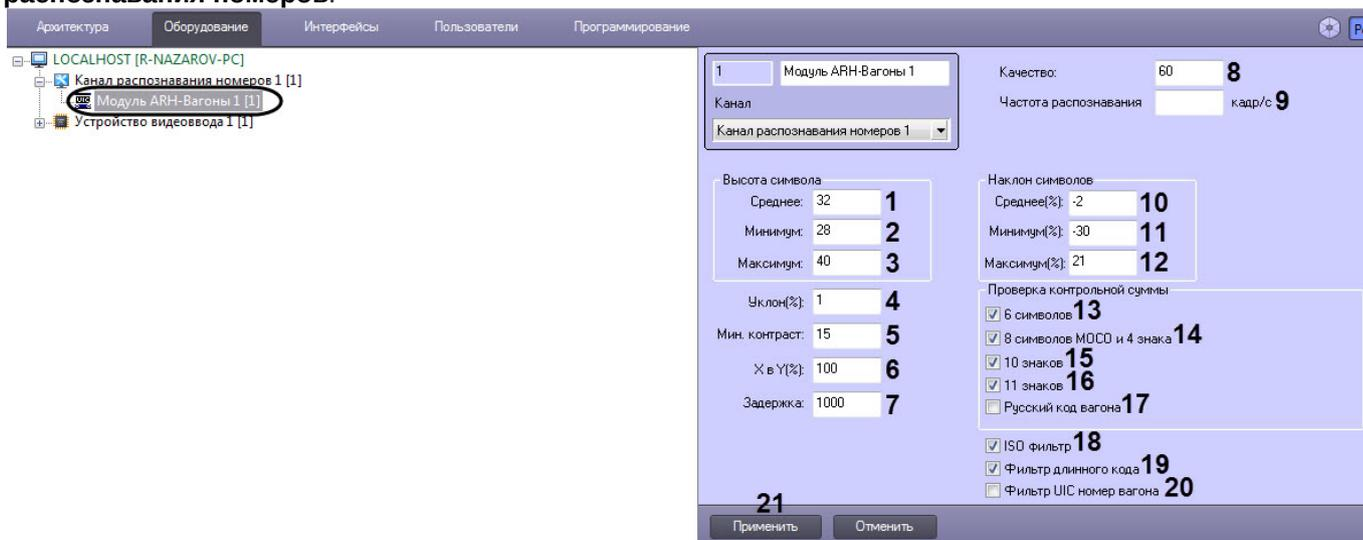 распознавания номеров.
Архитектура Оборудование Интерфейсы Пользователи Программирование
LOCALHOST [R-NAZAROV-PC]
Канал распознавания номеров 1 [1]
UIC Модуль ARH-Вагоны 1 [1]
Устройство видеоввода 1 [1]
1 Модуль ARH-Вагоны 1
Канал
Канал распознавания номеров 1
Качество: 60 8
Частота распознавания кадр/с 9
Высота символа
Среднее: 32 1
Минимум: 28 2
Максимум: 40 3
Уклон(%): 1 4
Мин. контраст: 15 5
X в Y(%): 100 6
Задержка: 1000 7
Наклон символов
Среднее(%): -2 10
Минимум(%): -30 11
Максимум(%): 21 12
Проверка контрольной суммы
6 символов 13
8 символов МОСО и 4 знака 14
10 знаков 15
11 знаков 16
Русский код вагона 17
ISO фильтр 18
Фильтр длинного кода 19
Фильтр UIC номер вагона 20
21
Применить Отменить